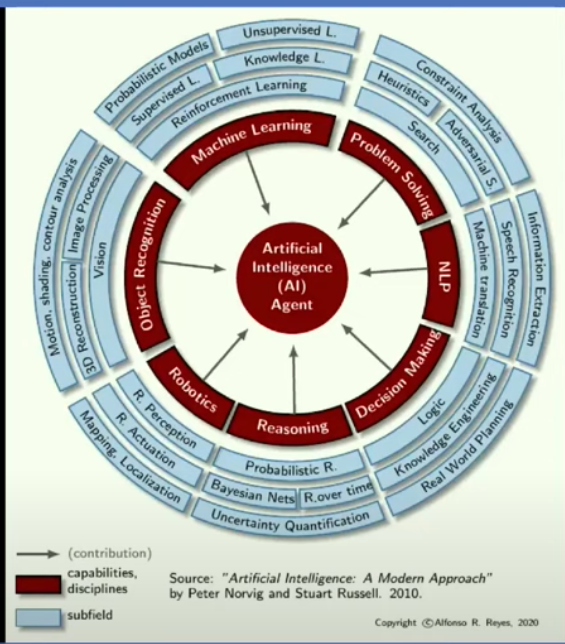 Unsupervised L.
Probabilistic Models
Knowledge L.
Supervised L.
Reinforcement Learning
Machine Learning
Constraint Analysis
Heuristics
Adversarial S.
Search
Problem Solving
Motion, shading, contour analysis
Image Processing
3D Reconstruction
Vision
Object Recognition
Artificial
Intelligence
(AI)
Agent
NLP
Machine translation
Speech Recognition
Information Extraction
Robotics
R. Perception
R. Actuation
Mapping, Localization
Reasoning
Probabilistic R.
Bayesian Nets
R.over time
Uncertainty Quantification
Decision Making
Logic
Knowledge Engineering
Real World Planning
(contribution)
capabilities,
disciplines
subfield
Source: "Artificial Intelligence: A Modern Approach"
by Peter Norvig and Stuart Russell. 2010.
Copyright ©Alfonso R. Reyes, 2020